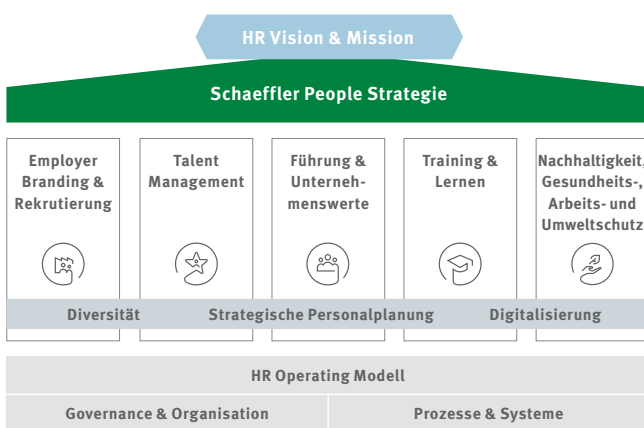 HR Vision & Mission
Schaeffler People Strategie
Employer
Branding &
Rekrutierung
Talent
Management
Führung &
Unterneh-
menswerte
Training &
Lernen
Nachhaltigkeit,
Gesundheits-,
Arbeits- und
Umweltschutz
Diversität
Strategische Personalplanung
Digitalisierung
HR Operating Modell
Governance & Organisation
Prozesse & Systeme